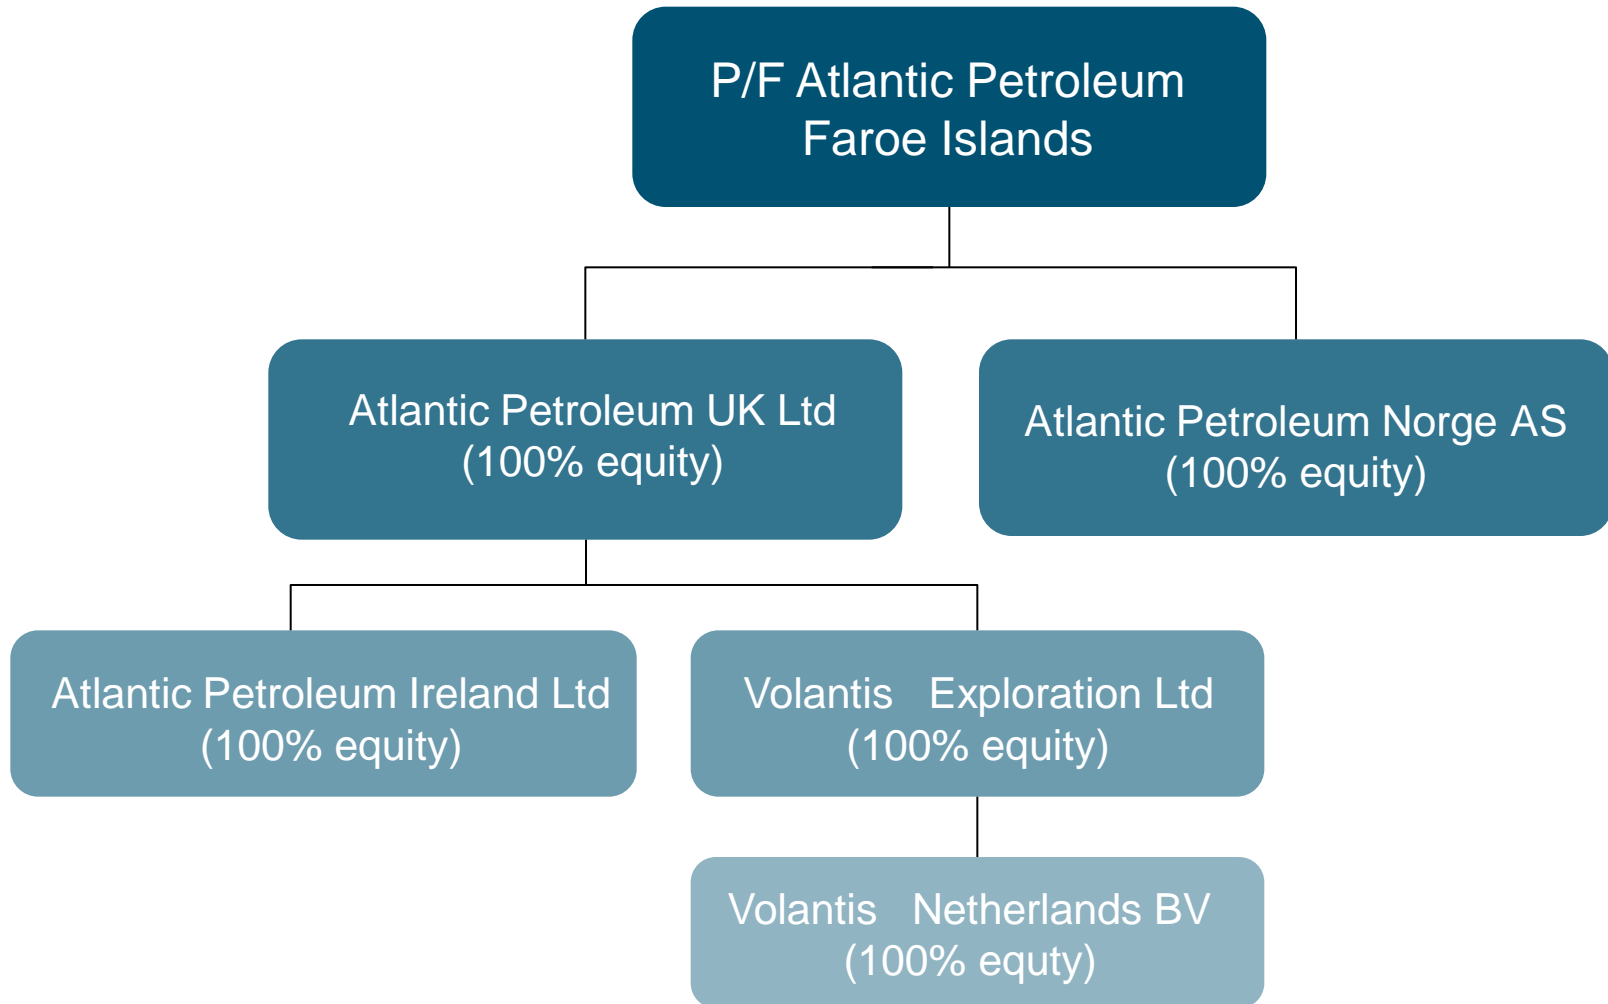 P/F Atlantic Petroleum
Faroe Islands
Atlantic Petroleum UK Ltd
(100% equity)
Atlantic Petroleum Norge AS
(100% equity)
Atlantic Petroleum Ireland Ltd
(100% equity)
Volantis Exploration Ltd
(100% equity)
Volantis Netherlands BV
(100% equty)